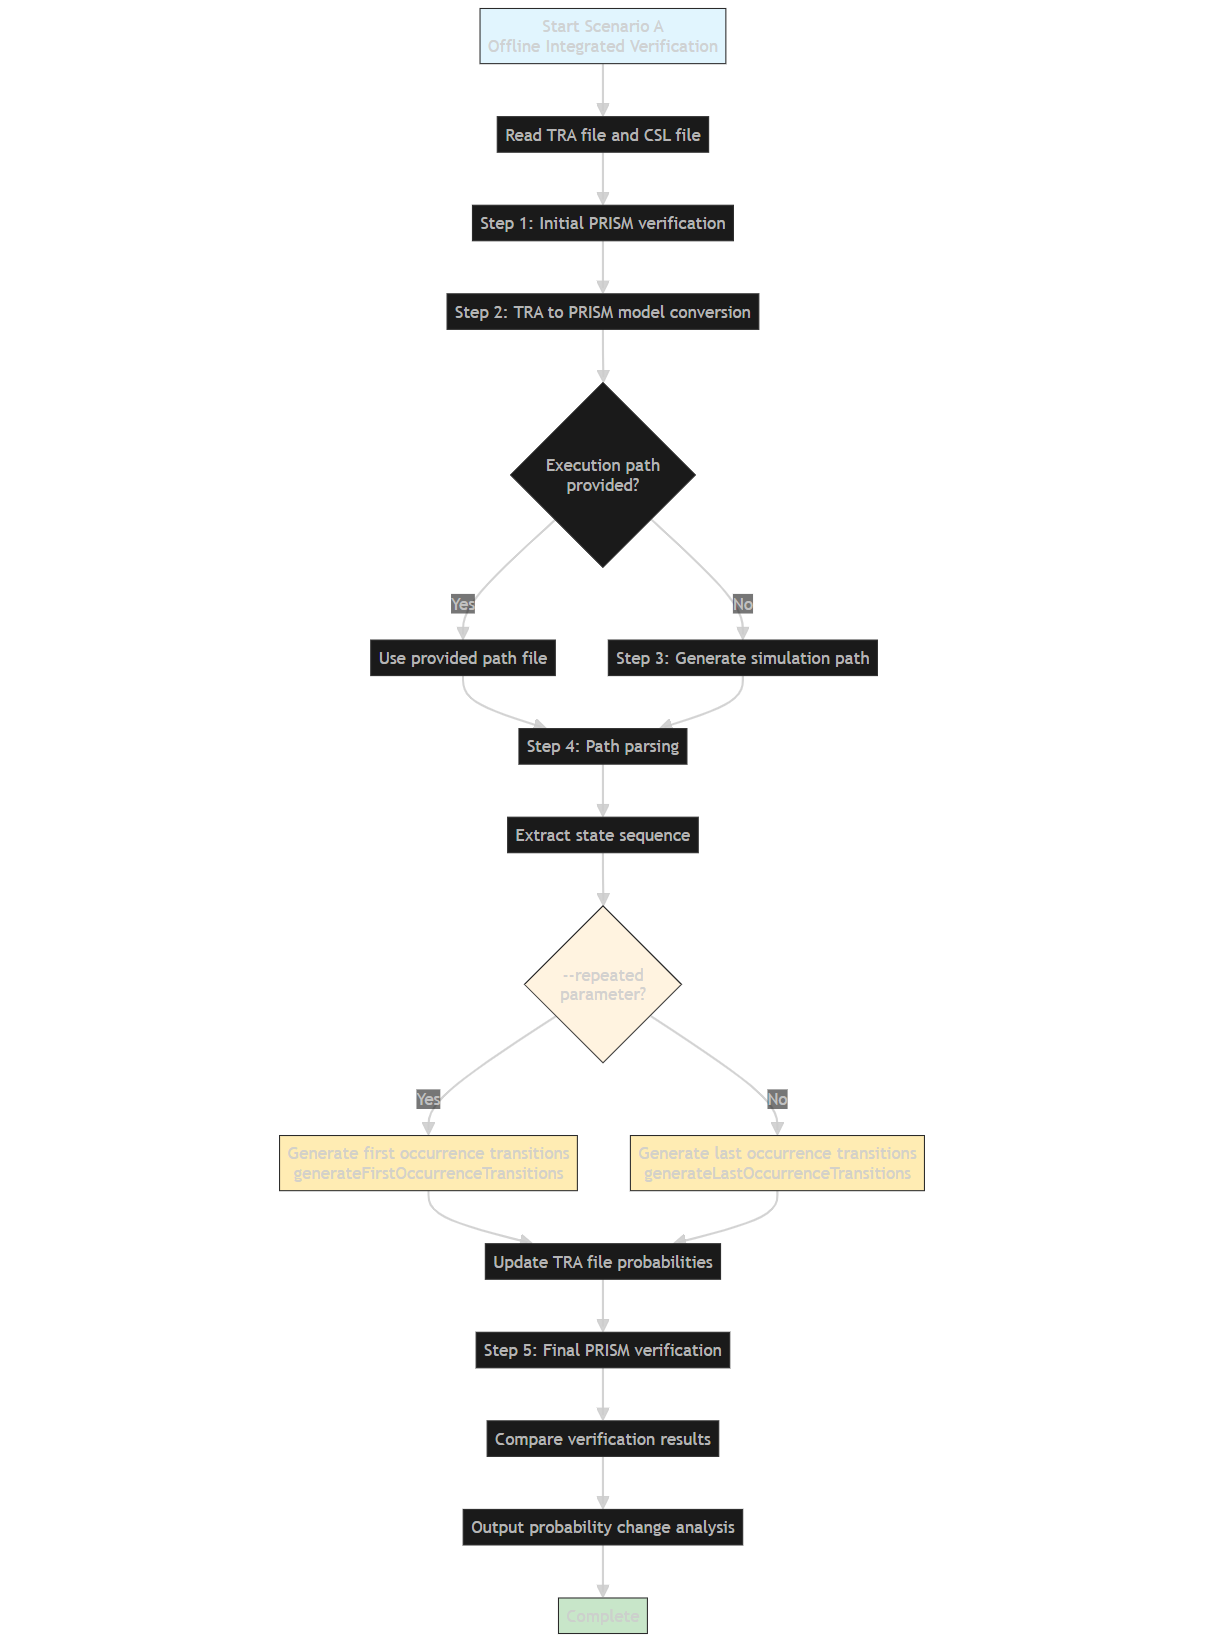 Start Scenario A
Offline Integrated Verification
Read TRA file and CSL file
Step 1: Initial PRISM verification
Step 2: TRA to PRISM model conversion
Execution path
provided?
Yes
No
Use provided path file
Step 3: Generate simulation path
Step 4: Path parsing
Extract state sequence
--repeated
parameter?
Yes
No
Generate first occurrence transitions
generateFirstOccurrenceTransitions
Generate last occurrence transitions
generateLastOccurrenceTransitions
Update TRA file probabilities
Step 5: Final PRISM verification
Compare verification results
Output probability change analysis
Complete